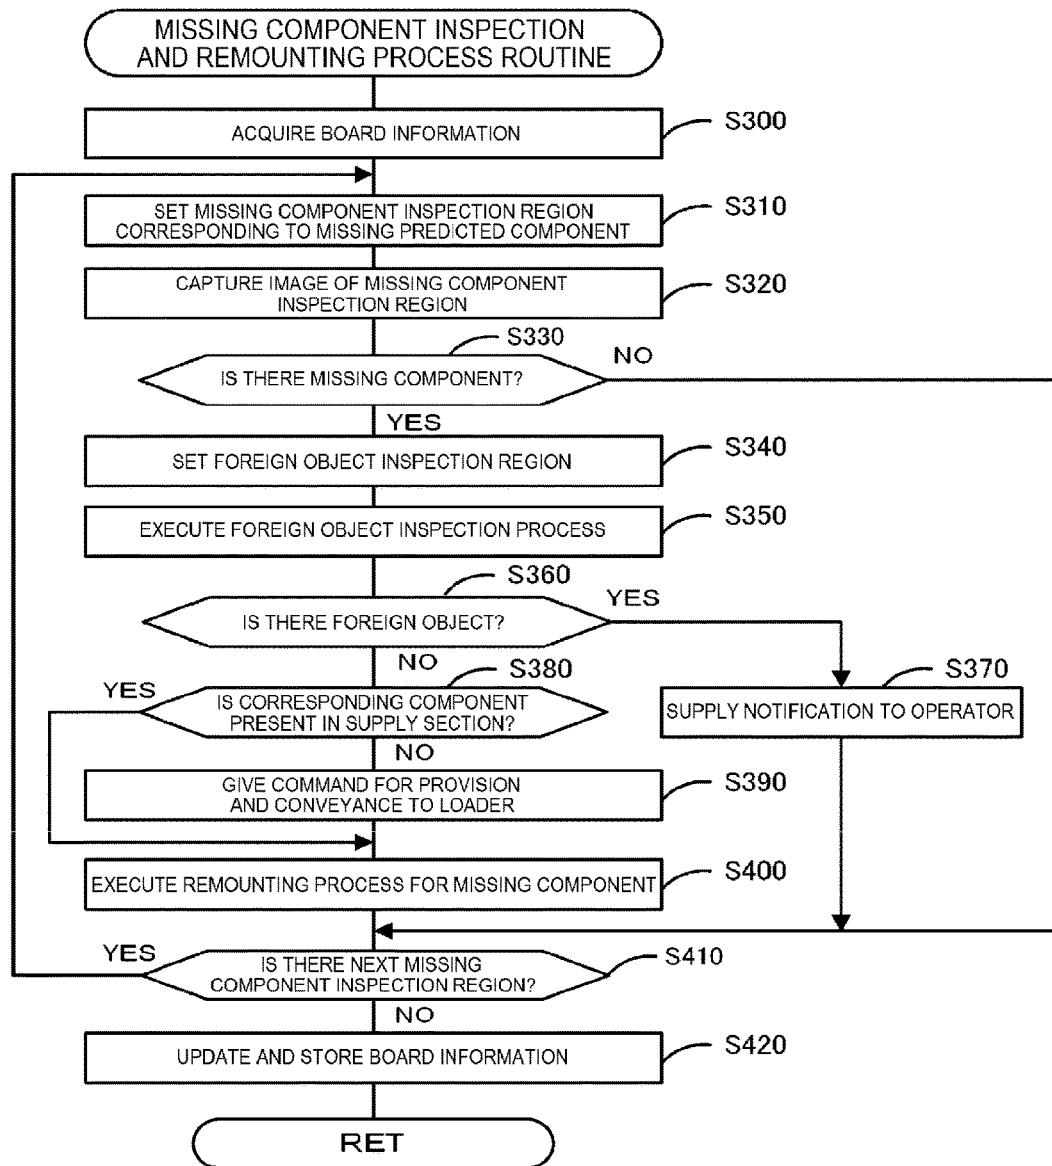 MISSING COMPONENT INSPECTION
AND REMOUNTING PROCESS ROUTINE
ACQUIRE BOARD INFORMATION
S300
SET MISSING COMPONENT INSPECTION REGION
CORRESPONDING TO MISSING PREDICTED COMPONENT
S310
CAPTURE IMAGE OF MISSING COMPONENT
INSPECTION REGION
S320
S330
IS THERE MISSING COMPONENT?
NO
YES
SET FOREIGN OBJECT INSPECTION REGION
S340
EXECUTE FOREIGN OBJECT INSPECTION PROCESS
S350
S360
IS THERE FOREIGN OBJECT?
YES
NO
S380
YES
IS CORRESPONDING COMPONENT
PRESENT IN SUPPLY SECTION?
S370
SUPPLY NOTIFICATION TO OPERATOR
NO
GIVE COMMAND FOR PROVISION
AND CONVEYANCE TO LOADER
S390
EXECUTE REMOUNTING PROCESS FOR MISSING COMPONENT
S400
YES
IS THERE NEXT MISSING
COMPONENT INSPECTION REGION?
S410
NO
UPDATE AND STORE BOARD INFORMATION
S420
RET